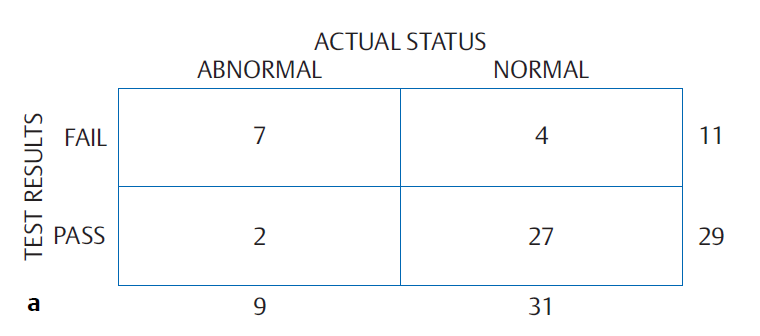 ACTUAL STATUS
ABNORMAL NORMAL
TEST RESULTS
FAIL 7 4 11
PASS 2 27 29
a 9 31